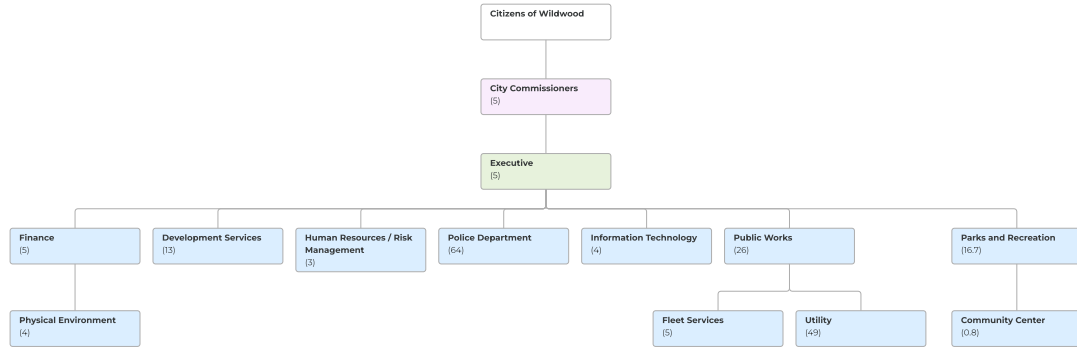 Citizens of Wildwood
City Commissioners
(5)
Executive
(5)
Finance
(5)
Development Services
(13)
Human Resources / Risk
Management
(3)
Police Department
(64)
Information Technology
(4)
Public Works
(26)
Parks and Recreation
(16.7)
Physical Environment
(4)
Fleet Services
(5)
Utility
(49)
Community Center
(0.8)